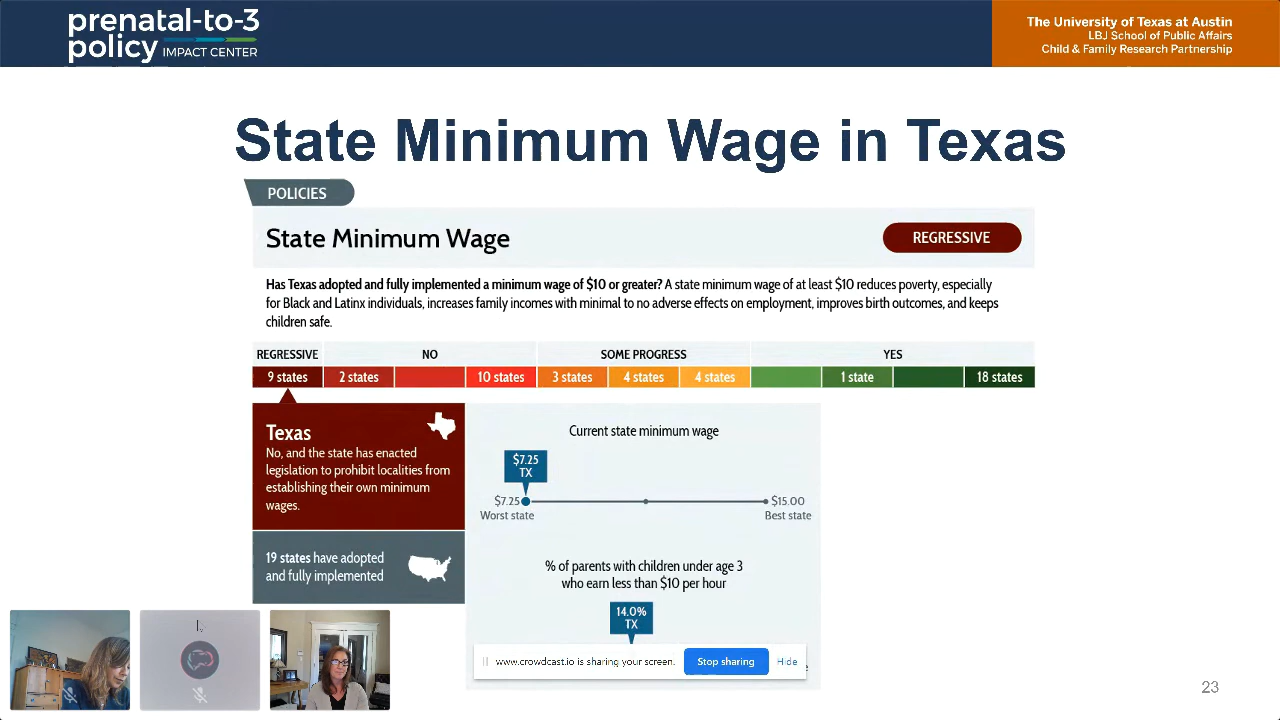 prenatal-to-3
policy IMPACT CENTER
The University of Texas at Austin
LBJ School of Public Affairs
Child & Family Research Partnership
State Minimum Wage in Texas
POLICIES
State Minimum Wage
REGRESSIVE
Has Texas adopted and fully implemented a minimum wage of $10 or greater? A state minimum wage of at least $10 reduces poverty, especially
for Black and Latinx individuals, increases family incomes with minimal to no adverse effects on employment, improves birth outcomes, and keeps
children safe.
REGRESSIVE NO SOME PROGRESS YES
9 states 2 states 10 states 3 states 4 states 4 states 1 state 18 states
Texas
No, and the state has enacted
legislation to prohibit localities from
establishing their own minimum
wages.
19 states have adopted
and fully implemented
Current state minimum wage
$7.25
TX
$7.25 $15.00
Worst state Best state
% of parents with children under age 3
who earn less than $10 per hour
14.0%
TX
www.crowdcast.io is sharing your screen. Stop sharing Hide
23